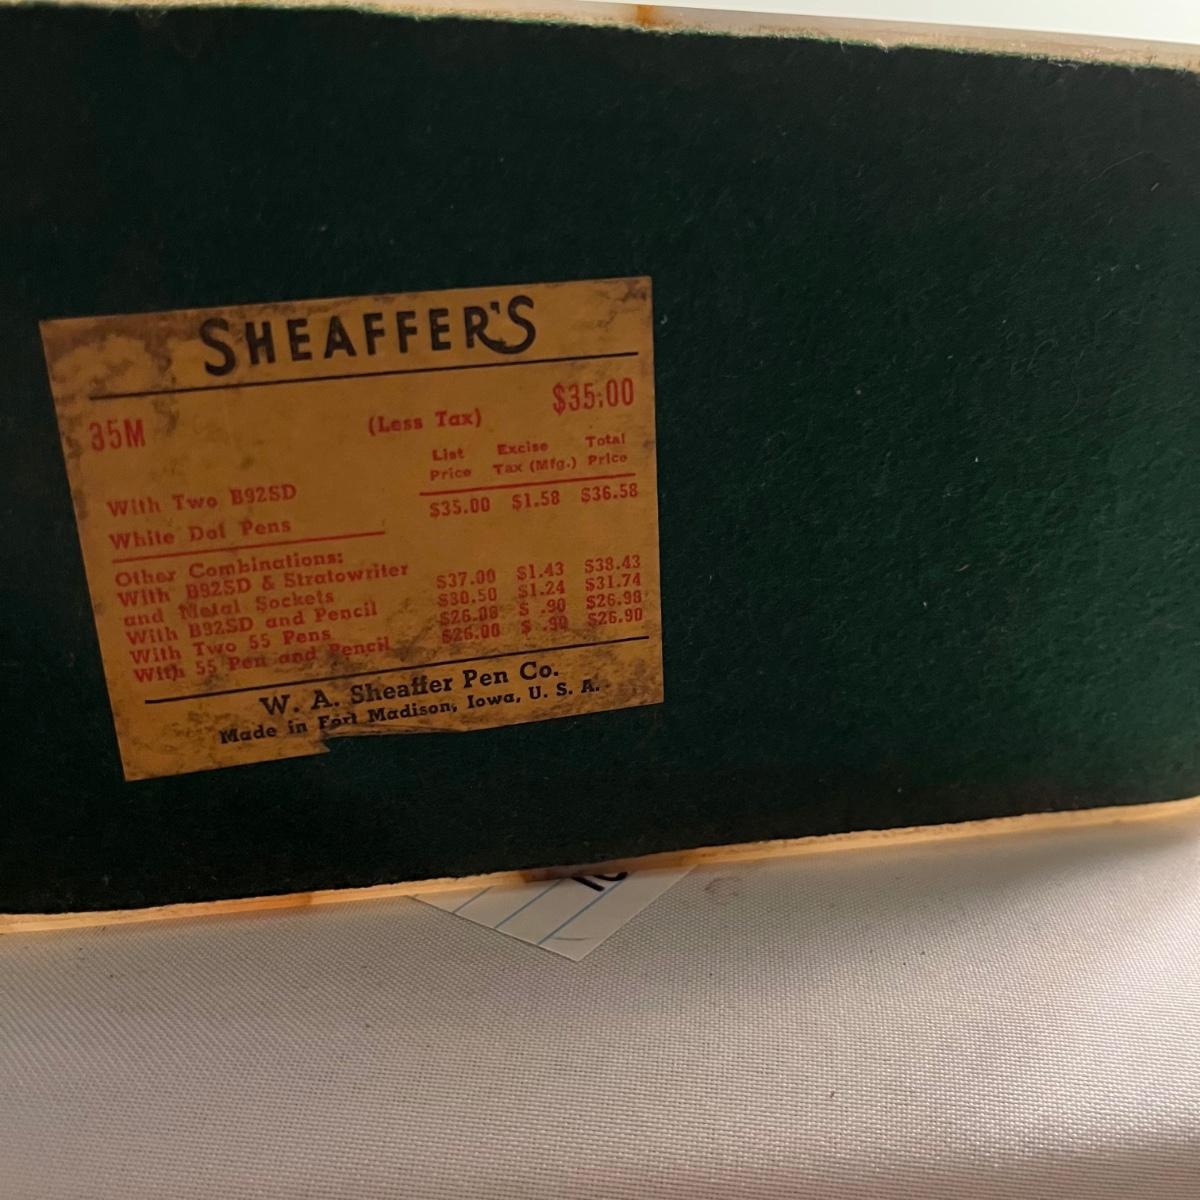 SHEAFFER'S
35M (Less Tax) $35.00
List Excise Total
Price Tax (Mfg.) Price
With Two B92SD $35.00 $1.58 $36.58
White Dot Pens
Other Combinations:
With B92SD & Stratowriter $37.00 $1.43 $38.43
and Metal Sockets
With B92SD and Pencil $30.50 $1.24 $31.74
With Two 55 Pens $26.00 $ .90 $26.90
With 55 Pen and Pencil $26.00 $ .90 $26.90
W. A. Sheaffer Pen Co.
Made in Fort Madison, Iowa, U. S. A.